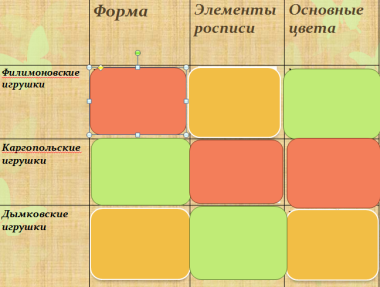 Форма
Элементы
росписи
Основные
цвета
Филимоновские
игрушки
Каргопольские
игрушки
Дымковские
игрушки